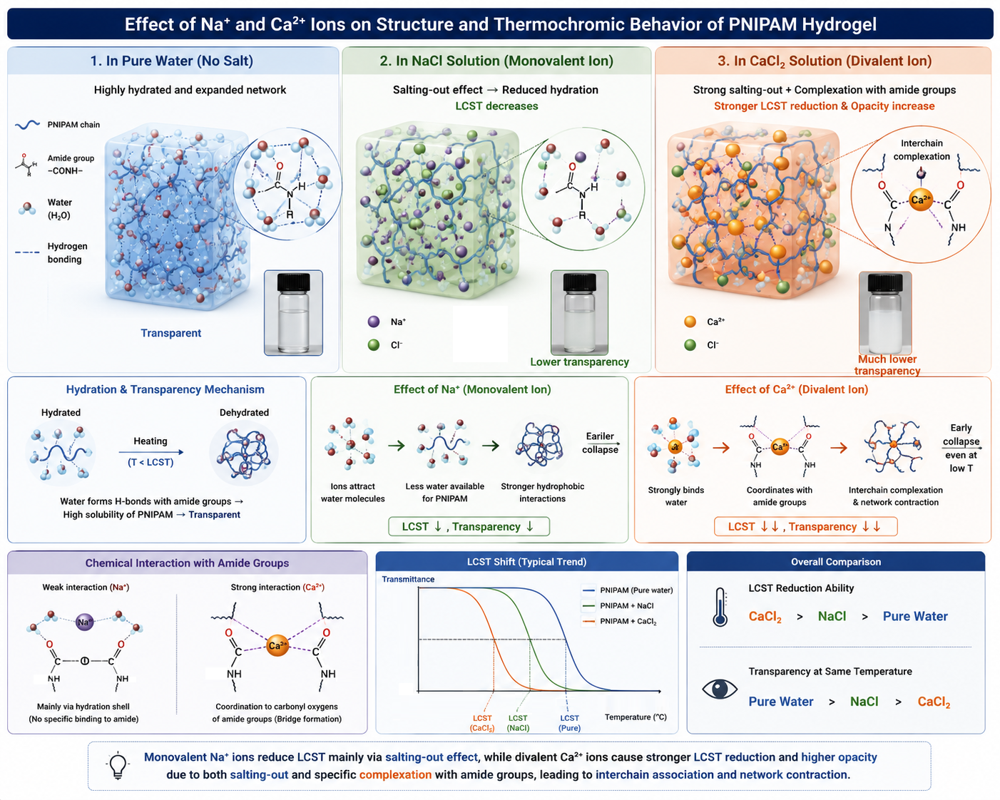 Effect of Na⁺ and Ca²⁺ Ions on Structure and Thermochromic Behavior of PNIPAM Hydrogel
1. In Pure Water (No Salt)
Highly hydrated and expanded network
PNIPAM chain
Amide group
–CONH–
Water
(H₂O)
Hydrogen
bonding
O
H
R
O
N
H
R
Transparent
2. In NaCl Solution (Monovalent Ion)
Salting-out effect → Reduced hydration
LCST decreases
O
N
H
R
Na⁺
Cl⁻
Lower transparency
3. In CaCl₂ Solution (Divalent Ion)
Strong salting-out + Complexation with amide groups
Stronger LCST reduction & Opacity increase
Interchain
complexation
O
O
Ca²⁺
C
C
N
NH
Ca²⁺
Cl⁻
Much lower
transparency
Hydration & Transparency Mechanism
Hydrated
Dehydrated
Heating
(T < LCST)
Water forms H-bonds with amide groups →
High solubility of PNIPAM → Transparent
Effect of Na⁺ (Monovalent Ion)
Eariler
collapse
Ions attract
water molecules
Less water available
for PNIPAM
Stronger hydrophobic
interactions
LCST ↓ , Transparency ↓
Effect of Ca²⁺ (Divalent Ion)
O
O
Ca²⁺
C
C
NH
NH
Early
collapse
even at
low T
Strongly binds
water
Coordinates with
amide groups
Interchain complexation
& network contraction
LCST ↓↓ , Transparency ↓↓
Chemical Interaction with Amide Groups
Weak interaction (Na⁺)
Na⁺
O
O
C
C
NH
NH
Mainly via hydration shell
(No specific binding to amide)
Strong interaction (Ca²⁺)
O
O
Ca²⁺
C
C
NH
NH
Coordination to carbonyl oxygens
of amide groups (Bridge formation)
LCST Shift (Typical Trend)
Transmittance
PNIPAM (Pure water)
PNIPAM + NaCl
PNIPAM + CaCl₂
LCST
(CaCl₂)
LCST
(NaCl)
LCST
(Pure)
Temperature (°C)
Overall Comparison
LCST Reduction Ability
CaCl₂ > NaCl > Pure Water
Transparency at Same Temperature
Pure Water > NaCl > CaCl₂
Monovalent Na⁺ ions reduce LCST mainly via salting-out effect, while divalent Ca²⁺ ions cause stronger LCST reduction and higher opacity
due to both salting-out and specific complexation with amide groups, leading to interchain association and network contraction.